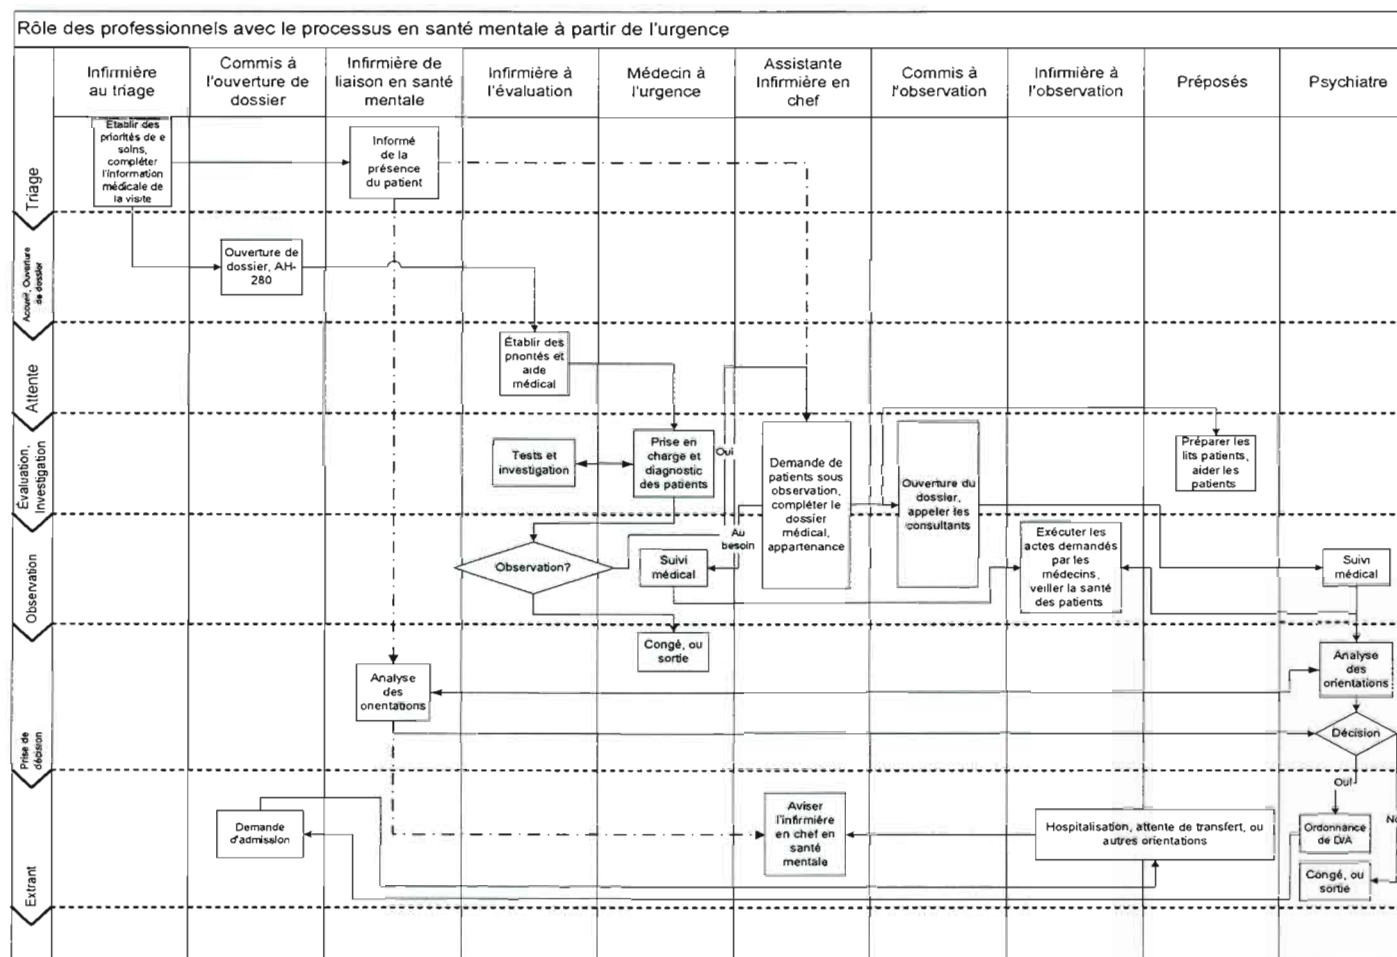 Rôle des professionnels avec le processus en santé mentale à partir de l'urgence
Infirmière
au triage
Commis à
l'ouverture de
dossier
Infirmière de
liaison en santé
mentale
Infirmière à
l'évaluation
Médecin à
l'urgence
Assistante
Infirmière en
chef
Commis à
l'observation
Infirmière à
l'observation
Préposés
Psychiatre
Triage
Établir des
priorités de e
soins,
compléter
l'information
médicale de
la visite
Informé
de la
présence
du patient
Accueil, Ouverture
de dossier
Ouverture de
dossier, AH-
280
Attente
Établir des
priorités et
aide
médical
Évaluation,
Investigation
Tests et
investigation
Prise en
charge et
diagnostic
des patients
Oui
Demande de
patients sous
observation,
compléter le
dossier
médical,
appartenance
Ouverture du
dossier,
appeler les
consultants
Préparer les
lits patients,
aider les
patients
Observation
Observation?
Au
besoin
Suivi
médical
Exécuter les
actes demandés
par les
médecins,
veiller la santé
des patients
Suivi
médical
Congé, ou
sortie
Prise de
décision
Analyse
des
orientations
Analyse
des
orientations
Décision
Oui
No
Extrant
Demande
d'admission
Aviser
l'infirmière
en chef en
santé
mentale
Hospitalisation, attente de transfert, ou
autres orientations
Ordonnance
de D/A
Congé, ou
sortie